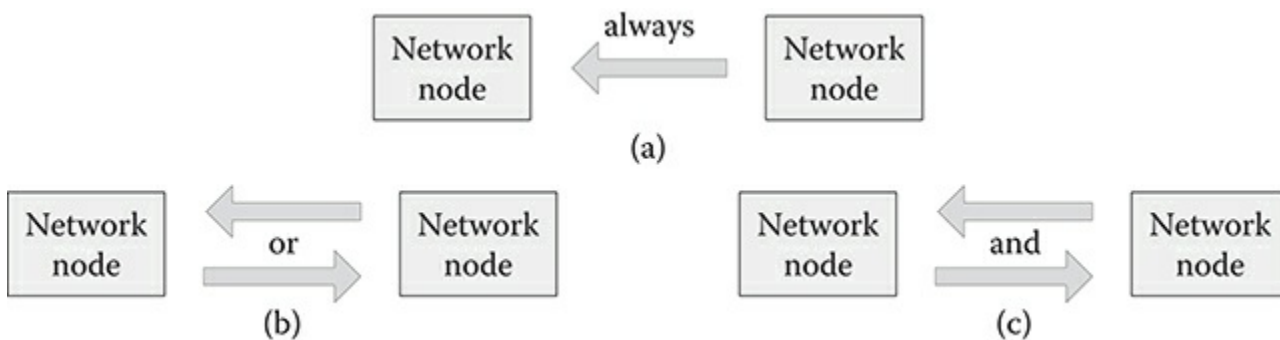 always
Network
node
Network
node
(a)
Network
node
or
Network
node
(b)
Network
node
and
Network
node
(c)